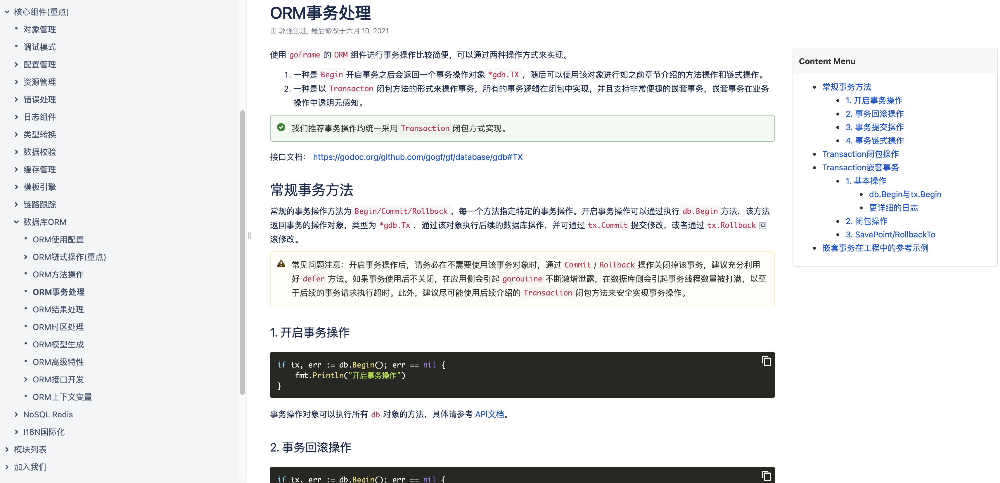 核心组件(重点)
对象管理
调试模式
配置管理
资源管理
错误处理
日志组件
类型转换
数据校验
缓存管理
模板引擎
链路跟踪
数据库ORM
ORM使用配置
ORM链式操作(重点)
ORM方法操作
ORM事务处理
ORM结果处理
ORM时区处理
ORM模型生成
ORM高级特性
ORM接口开发
ORM上下文变量
NoSQL Redis
I18N国际化
模块列表
加入我们
ORM事务处理
由 郭强创建, 最后修改于六月 10, 2021
使用 goframe 的 ORM 组件进行事务操作比较简便，可以通过两种操作方式来实现。
1. 一种是 Begin 开启事务之后会返回一个事务操作对象 *gdb.TX ，随后可以使用该对象进行如之前章节介绍的方法操作和链式操作。
2. 一种是以 Transacton 闭包方法的形式来操作事务，所有的事务逻辑在闭包中实现，并且支持非常便捷的嵌套事务，嵌套事务在业务
操作中透明无感知。
我们推荐事务操作均统一采用 Transaction 闭包方式实现。
接口文档： https://godoc.org/github.com/gogf/gf/database/gdb#TX
常规事务方法
常规的事务操作方法为 Begin/Commit/Rollback ，每一个方法指定特定的事务操作。开启事务操作可以通过执行 db.Begin 方法，该方法
返回事务的操作对象，类型为 *gdb.Tx ，通过该对象执行后续的数据库操作，并可通过 tx.Commit 提交修改，或者通过 tx.Rollback 回
滚修改。
常见问题注意：开启事务操作后，请务必在不需要使用该事务对象时，通过 Commit / Rollback 操作关闭掉该事务，建议充分利用
好 defer 方法。如果事务使用后不关闭，在应用侧会引起 goroutine 不断激增泄露，在数据库侧会引起事务线程数量被打满，以至
于后续的事务请求执行超时。此外，建议尽可能使用后续介绍的 Transaction 闭包方法来安全实现事务操作。
1. 开启事务操作
if tx, err := db.Begin(); err == nil {
    fmt.Println("开启事务操作")
}
事务操作对象可以执行所有 db 对象的方法，具体请参考 API文档。
2. 事务回滚操作
if tx, err := db.Begin(); err == nil {
Content Menu
常规事务方法
1. 开启事务操作
2. 事务回滚操作
3. 事务提交操作
4. 事务链式操作
Transaction闭包操作
Transaction嵌套事务
1. 基本操作
db.Begin与tx.Begin
更详细的日志
2. 闭包操作
3. SavePoint/RollbackTo
嵌套事务在工程中的参考示例